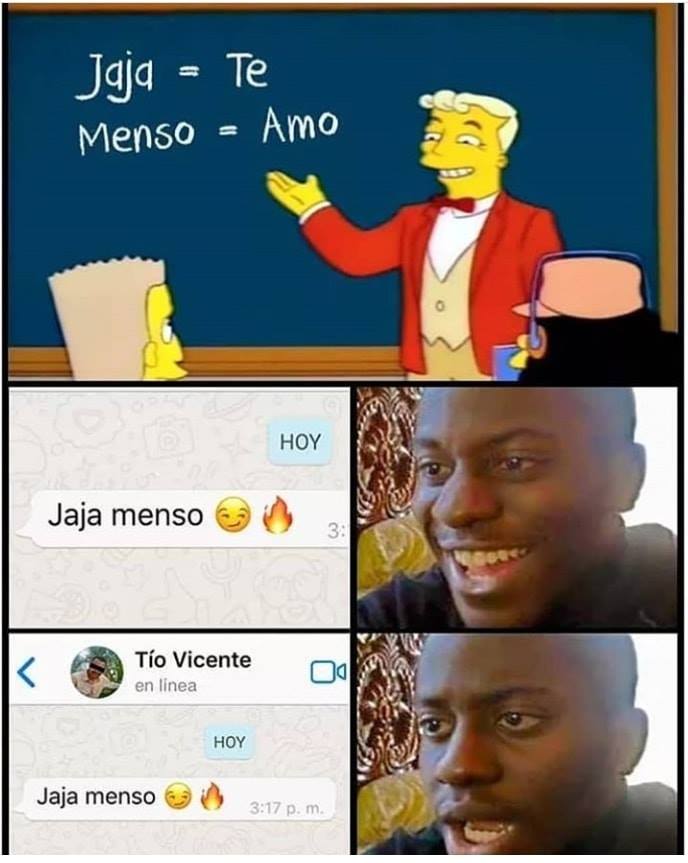 Jaja = Te
Menso = Amo
HOY
Jaja menso 😏🔥
3:
Tío Vicente
en línea
HOY
Jaja menso 😏🔥
3:17 p. m.